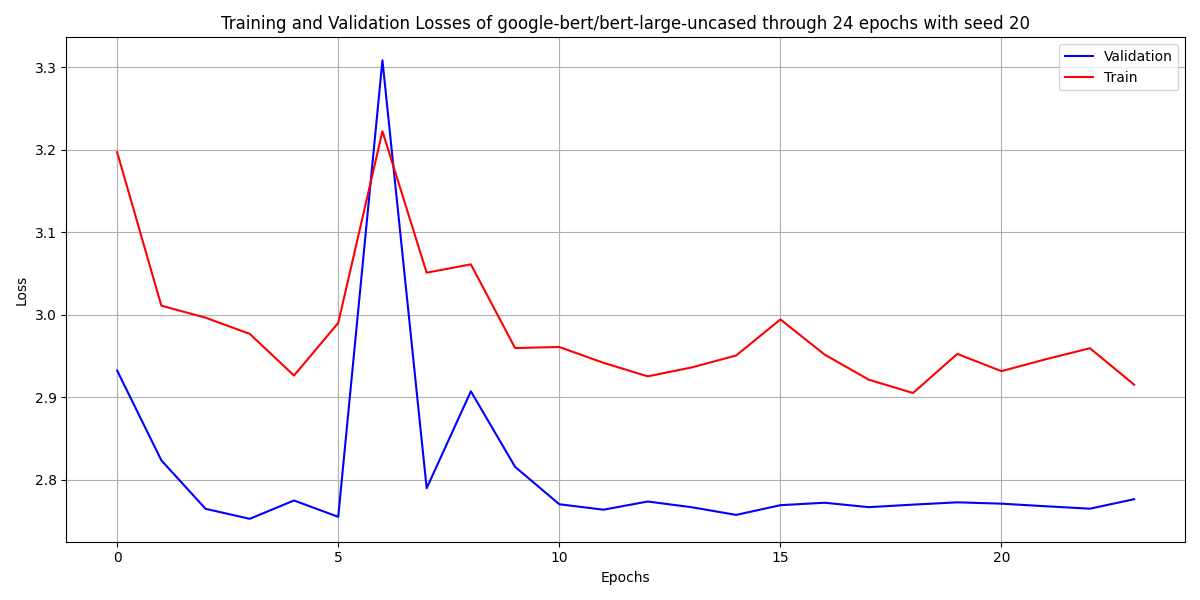 Training and Validation Losses of google-bert/bert-large-uncased through 24 epochs with seed 20
Validation
Train
3.3
3.2
3.1
3.0
2.9
2.8
Loss
0 5 10 15 20
Epochs